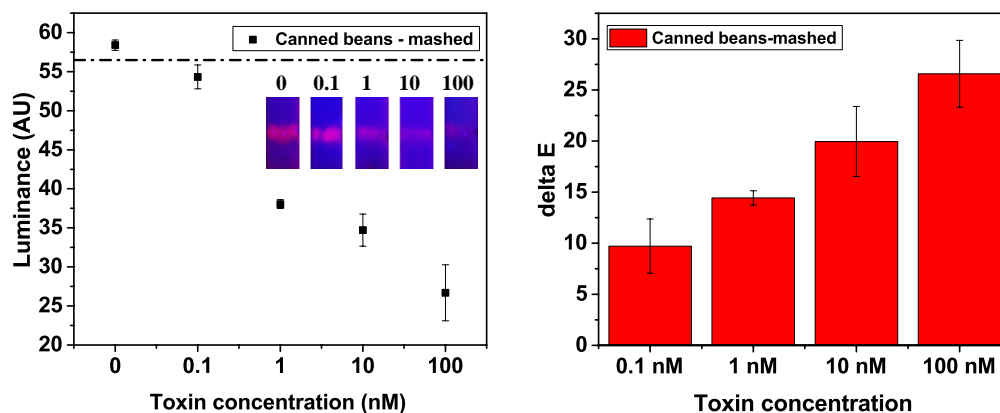 60
55
50
45
40
35
30
25
20
Luminance (AU)
Canned beans - mashed
0 0.1 1 10 100
0 0.1 1 10 100
Toxin concentration (nM)
30
25
20
15
10
5
0
delta E
Canned beans-mashed
0.1 nM 1 nM 10 nM 100 nM
Toxin concentration